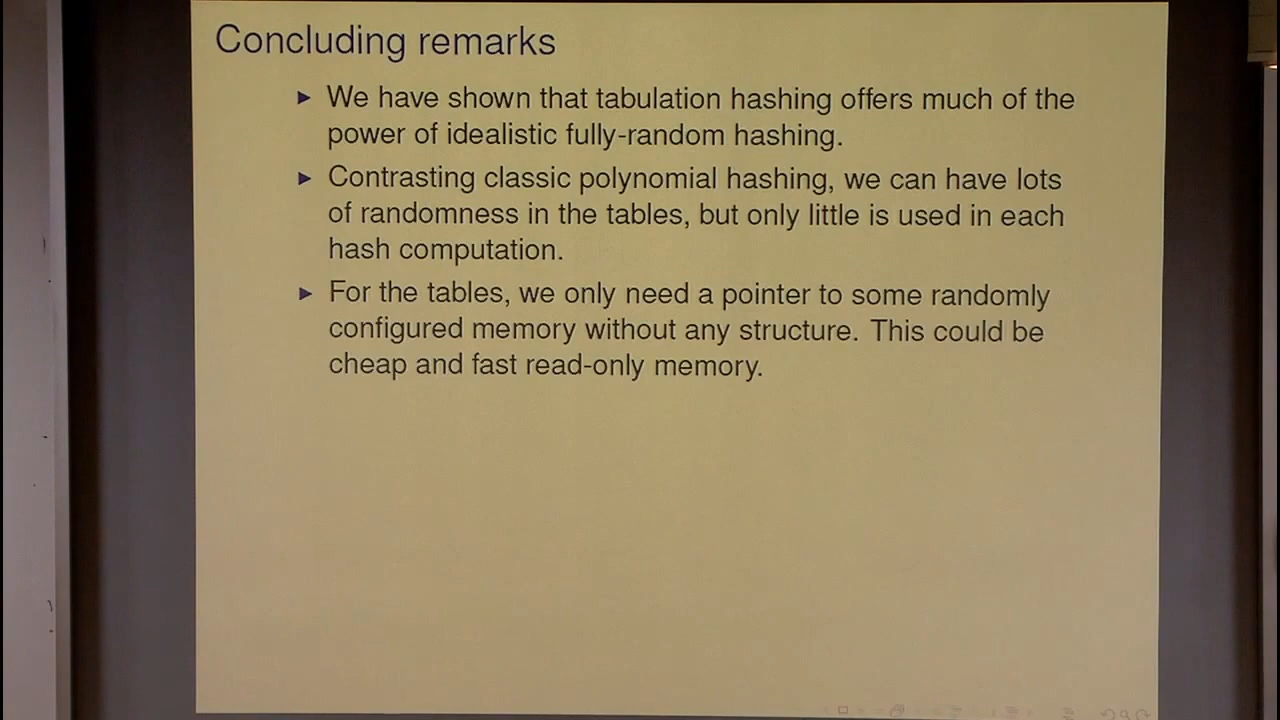 Concluding remarks
► We have shown that tabulation hashing offers much of the
power of idealistic fully-random hashing.
► Contrasting classic polynomial hashing, we can have lots
of randomness in the tables, but only little is used in each
hash computation.
► For the tables, we only need a pointer to some randomly
configured memory without any structure. This could be
cheap and fast read-only memory.